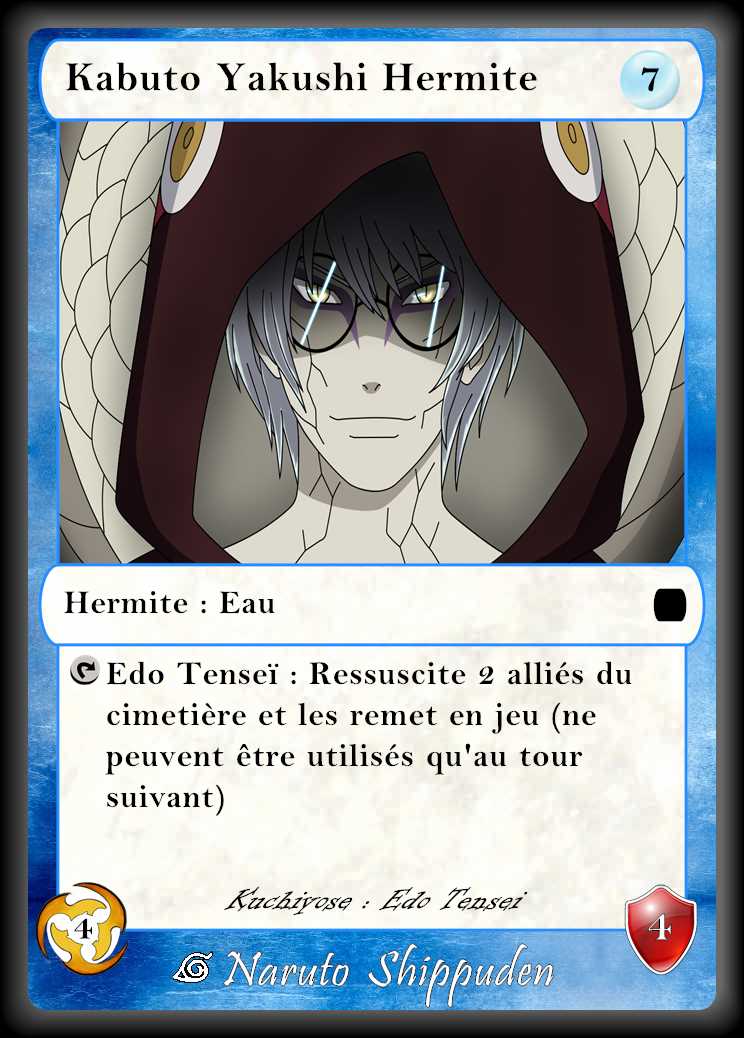 Kabuto Yakushi Hermite 7
Hermite : Eau
Edo Tenseï : Ressuscite 2 alliés du
cimetière et les remet en jeu (ne
peuvent être utilisés qu'au tour
suivant)
Kuchiyose : Edo Tensei
4 4
Naruto Shippuden